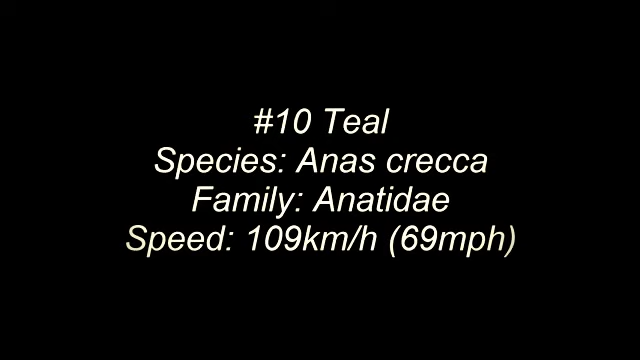 #10 Teal
Species: Anas crecca
Family: Anatidae
Speed: 109km/h (69mph)